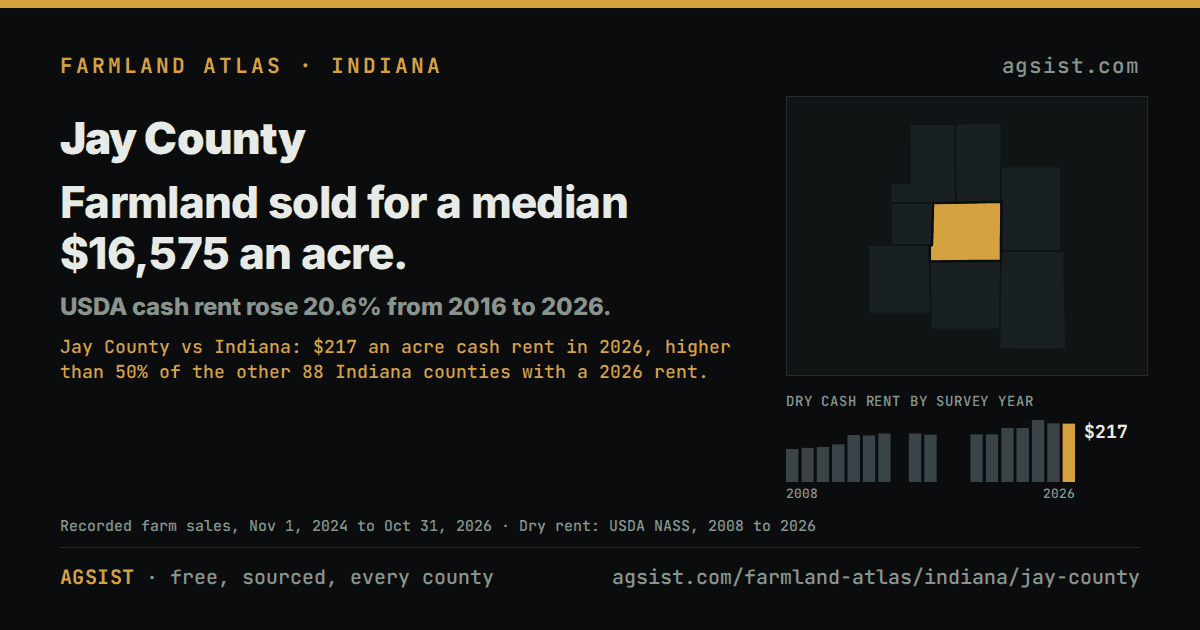 FARMLAND ATLAS · INDIANA
agsist.com
Jay County
Farmland sold for a median
$16,575 an acre.
USDA cash rent rose 20.6% from 2016 to 2026.
Jay County vs Indiana: $217 an acre cash rent in 2026, higher
than 50% of the other 88 Indiana counties with a 2026 rent.
DRY CASH RENT BY SURVEY YEAR
$217
2008
2026
Recorded farm sales, Nov 1, 2024 to Oct 31, 2026 · Dry rent: USDA NASS, 2008 to 2026
AGSIST · free, sourced, every county
agsist.com/farmland-atlas/indiana/jay-county